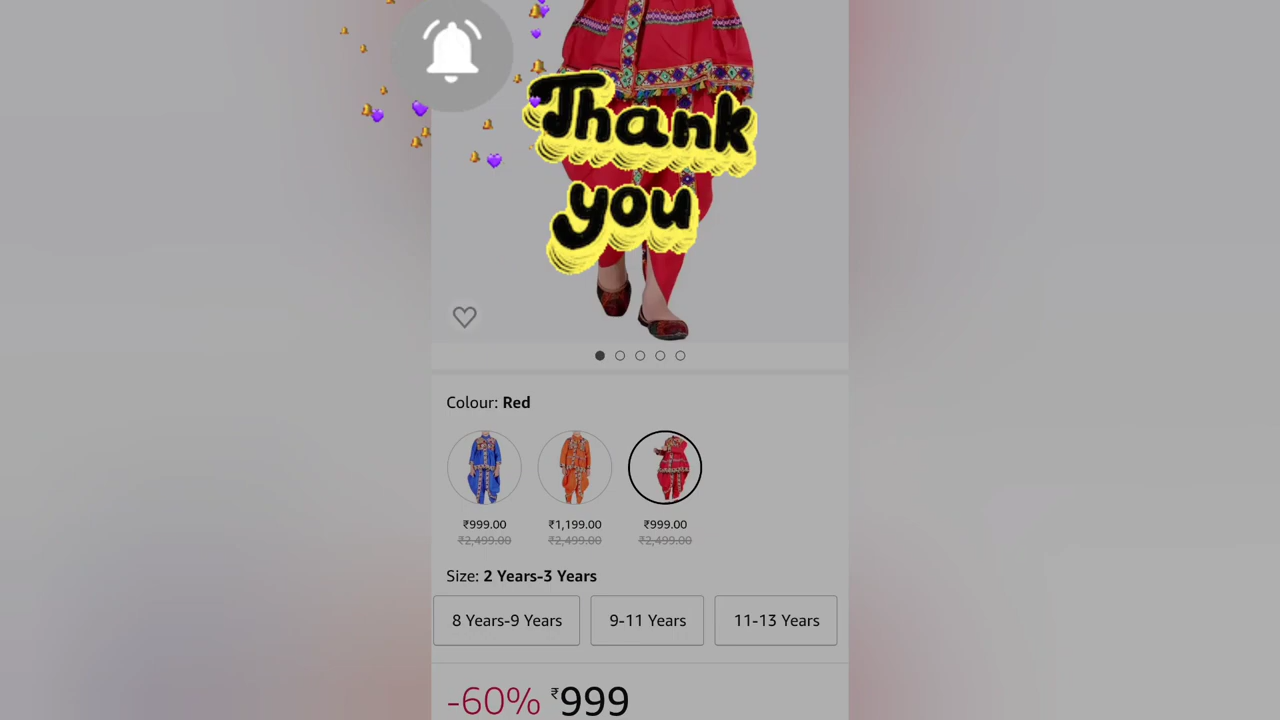 Thank
you
Colour: Red
₹999.00 ₹1,199.00 ₹999.00
₹2,499.00 ₹2,499.00 ₹2,499.00
Size: 2 Years-3 Years
8 Years-9 Years 9-11 Years 11-13 Years
-60% ₹999